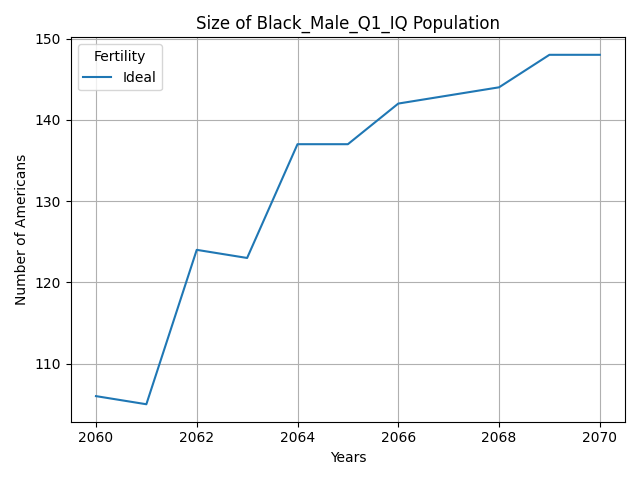 Size of Black_Male_Q1_IQ Population
Fertility
Ideal
Number of Americans
150
140
130
120
110
2060 2062 2064 2066 2068 2070
Years